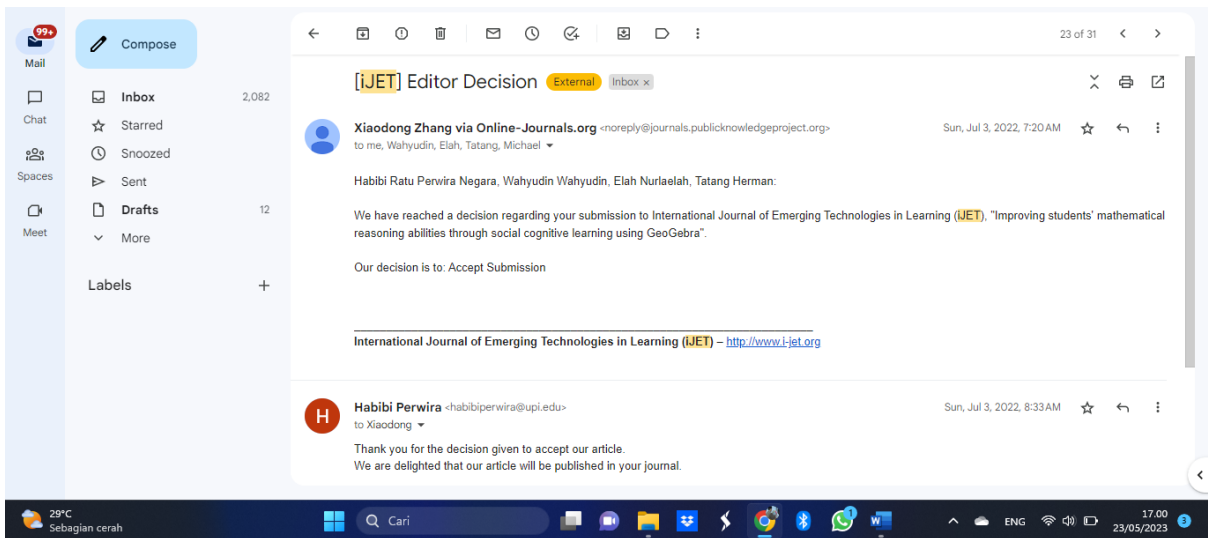 99+
Mail
Chat
Spaces
Meet
Compose
Inbox 2,082
Starred
Snoozed
Sent
Drafts 12
More
Labels +
23 of 31
[iJET] Editor Decision External Inbox x
Xiaodong Zhang via Online-Journals.org <noreply@journals.publicknowledgeproject.org> Sun, Jul 3, 2022, 7:20 AM
to me, Wahyudin, Elah, Tatang, Michael
Habibi Ratu Perwira Negara, Wahyudin Wahyudin, Elah Nurlaelah, Tatang Herman:
We have reached a decision regarding your submission to International Journal of Emerging Technologies in Learning (iJET), "Improving students' mathematical
reasoning abilities through social cognitive learning using GeoGebra".
Our decision is to: Accept Submission
International Journal of Emerging Technologies in Learning (iJET) – http://www.i-jet.org
H
Habibi Perwira <habibiperwira@upi.edu> Sun, Jul 3, 2022, 8:33 AM
to Xiaodong
Thank you for the decision given to accept our article.
We are delighted that our article will be published in your journal.
29°C
Sebagian cerah
Cari
1
W
ENG
17.00
23/05/2023
3